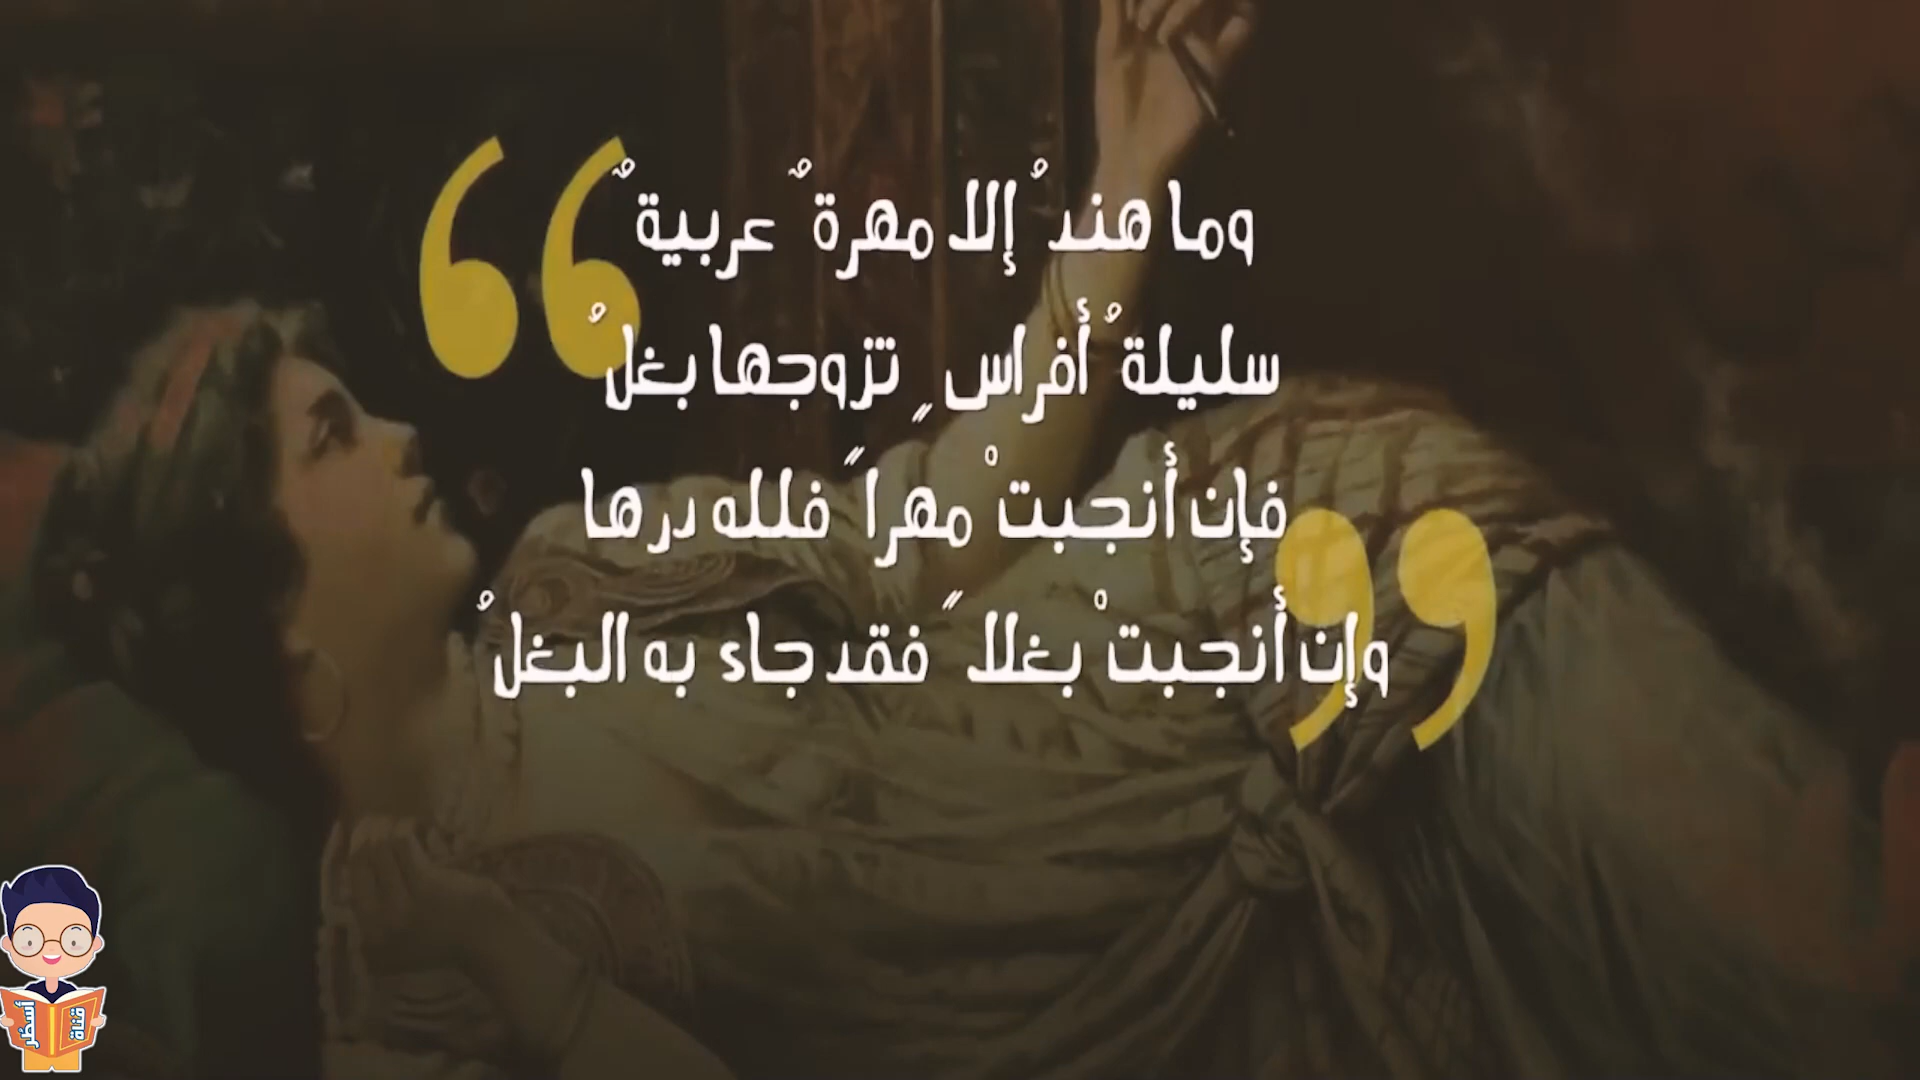 وما هندُ إلا مهرةٌ عربيةٌ
سليلةُ أفراسٍ تزوجها بغلُ
فإن أنجبتْ مهراً فلله درها
وإن أنجبتْ بغلاً فقد جاء به البغلُ
قناة
أسطر